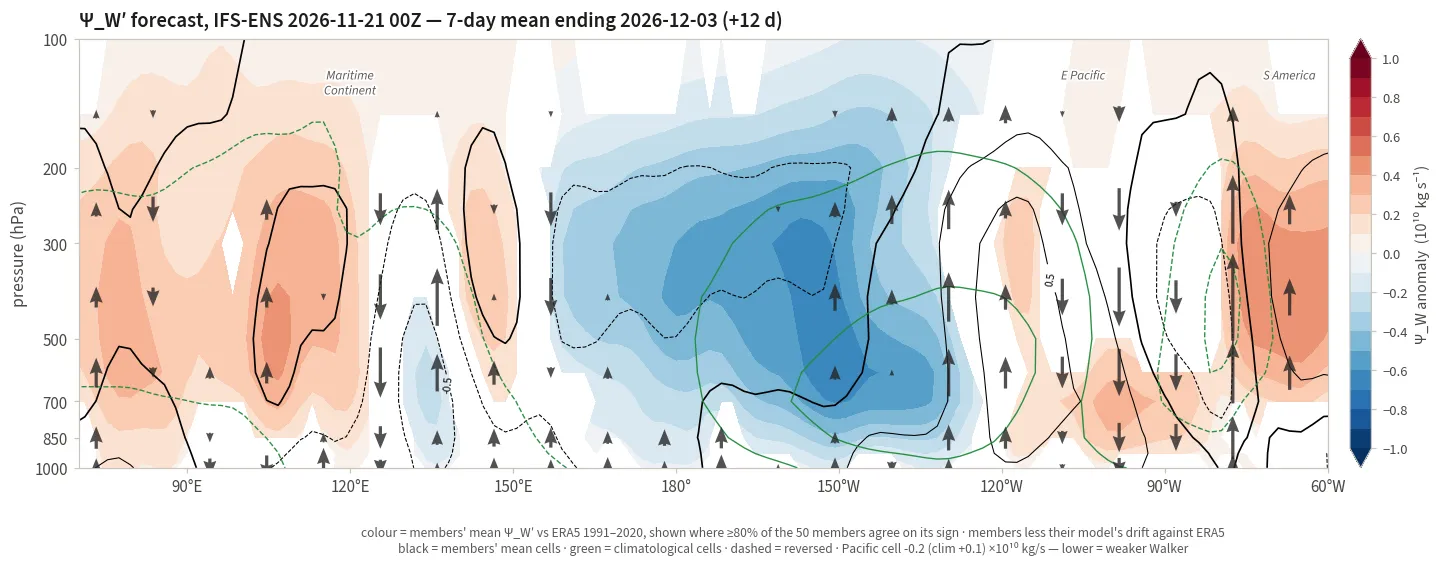 Ψ_W′ forecast, IFS-ENS 2026-11-21 00Z — 7-day mean ending 2026-12-03 (+12 d)
100
200
300
400
500
700
850
1000
pressure (hPa)
Maritime
Continent
E Pacific
S America
0.5
-0.5
90°E
120°E
150°E
180°
150°W
120°W
90°W
60°W
1.0
0.8
0.6
0.4
0.2
0.0
−0.2
−0.4
−0.6
−0.8
−1.0
Ψ_W anomaly (10¹⁰ kg s⁻¹)
colour = members' mean Ψ_W′ vs ERA5 1991–2020, shown where ≥80% of the 50 members agree on its sign · members less their model's drift against ERA5
black = members' mean cells · green = climatological cells · dashed = reversed · Pacific cell -0.2 (clim +0.1) ×10¹⁰ kg/s — lower = weaker Walker